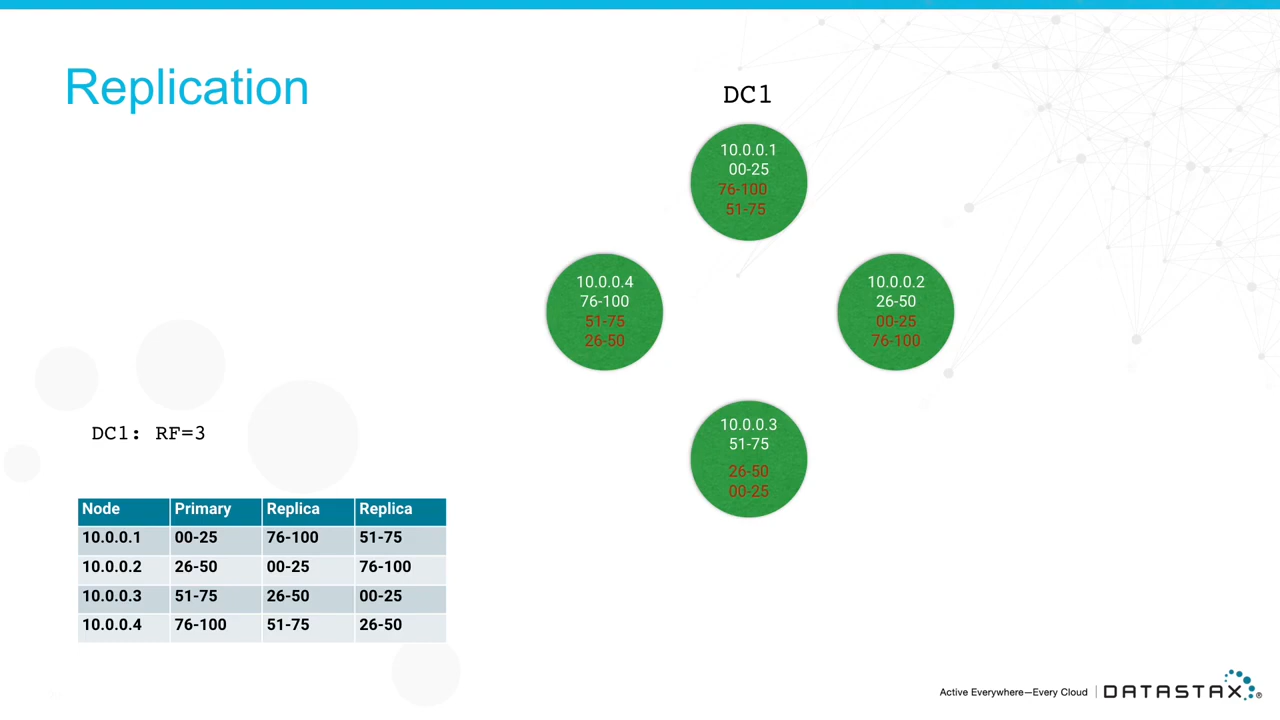 Replication
DC1
10.0.0.1
00-25
76-100
51-75
10.0.0.4
76-100
51-75
26-50
10.0.0.2
26-50
00-25
76-100
10.0.0.3
51-75
26-50
00-25
DC1: RF=3
Node Primary Replica Replica
10.0.0.1 00-25 76-100 51-75
10.0.0.2 26-50 00-25 76-100
10.0.0.3 51-75 26-50 00-25
10.0.0.4 76-100 51-75 26-50
Active Everywhere—Every Cloud | DATASTAX®